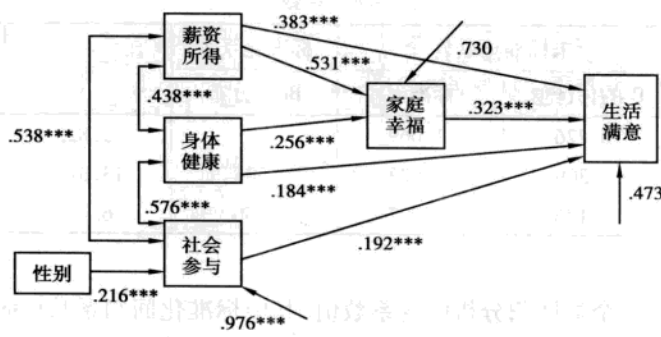 .383***
薪资
所得
.730
.531***
.438***
家庭
幸福
.323***
生活
满意
.538***
身体
健康
.256***
.184***
.473
.576***
社会
参与
.192***
性别
.216***
.976***